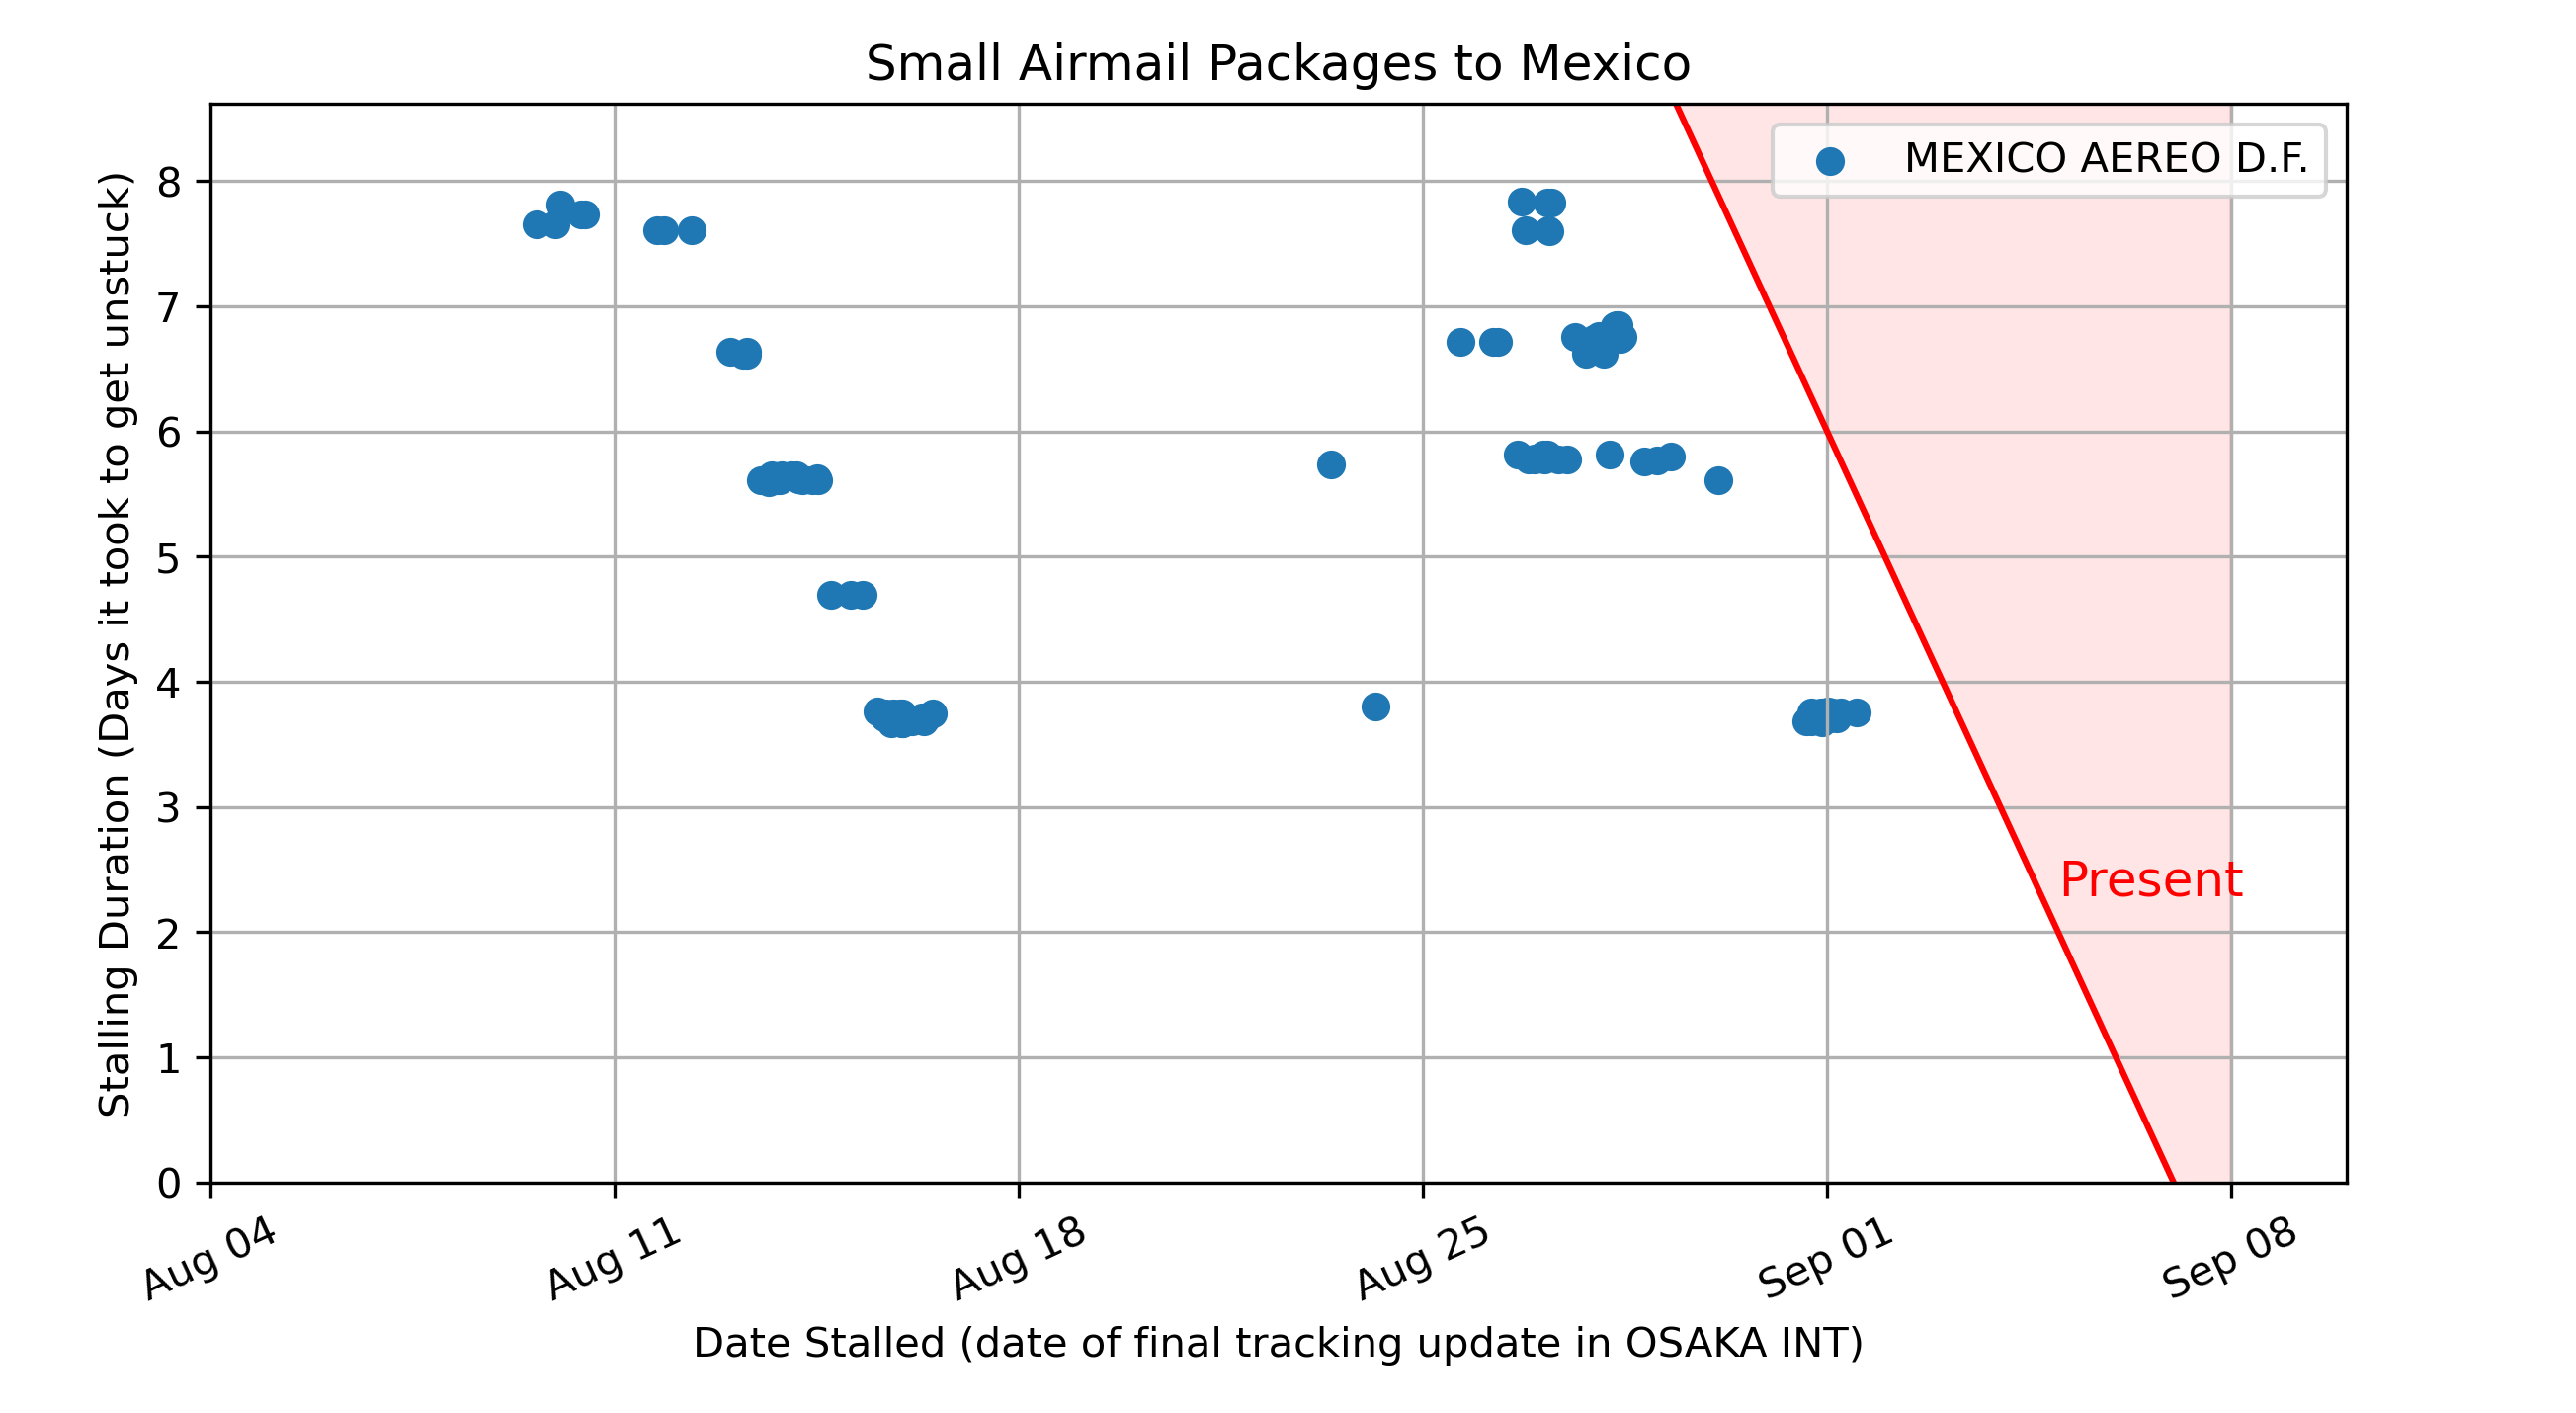 Small Airmail Packages to Mexico
MEXICO AEREO D.F.
Stalling Duration (Days it took to get unstuck)
8
7
6
5
4
3
2
1
0
Present
Aug 04
Aug 11
Aug 18
Aug 25
Sep 01
Sep 08
Date Stalled (date of final tracking update in OSAKA INT)